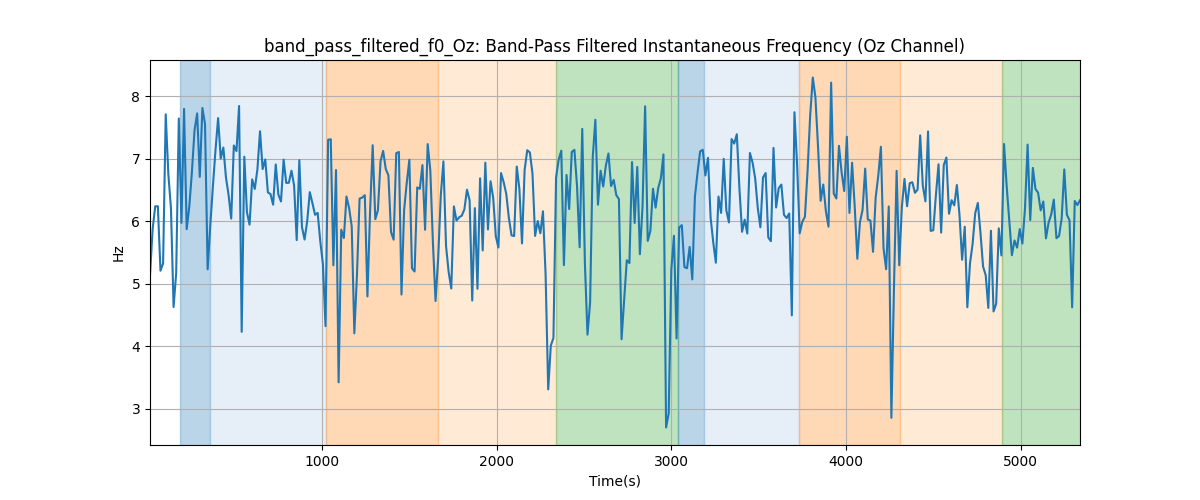 band_pass_filtered_f0_Oz: Band-Pass Filtered Instantaneous Frequency (Oz Channel)
8
7
6
5
4
3
Hz
1000 2000 3000 4000 5000
Time(s)